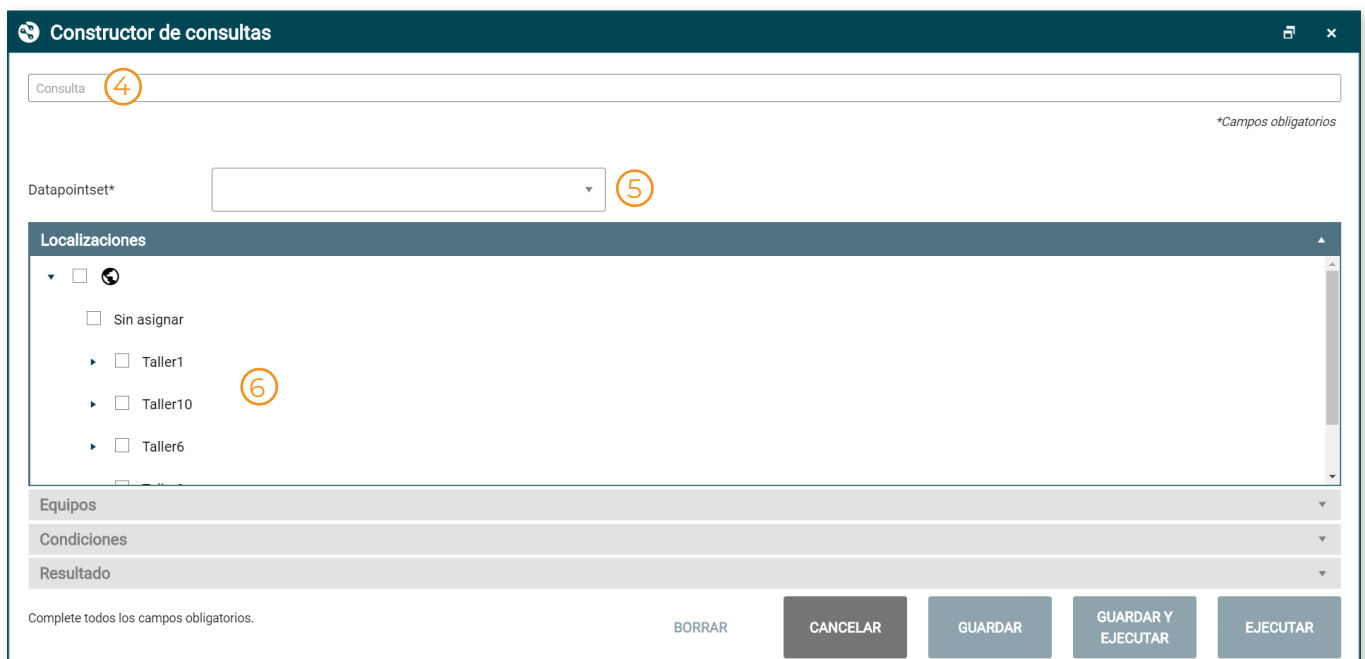 Constructor de consultas
Consulta 4
*Campos obligatorios
Datapointset* 5
Localizaciones
Sin asignar
Taller1
6
Taller10
Taller6
Equipos
Condiciones
Resultado
Complete todos los campos obligatorios.
BORRAR
CANCELAR
GUARDAR
GUARDAR Y
EJECUTAR
EJECUTAR